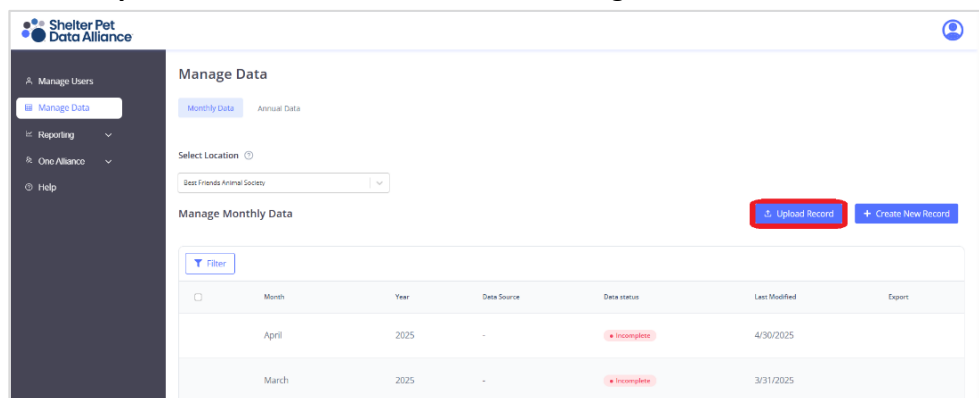 Shelter Pet
Data Alliance
Manage Users
Manage Data
Reporting
One Alliance
Help
Manage Data
Monthly Data Annual Data
Select Location
Best Friends Animal Society
Manage Monthly Data
Upload Record
+ Create New Record
Filter
Month Year Data Source Data status Last Modified Export
April 2025 - Incomplete 4/30/2025
March 2025 - Incomplete 3/31/2025